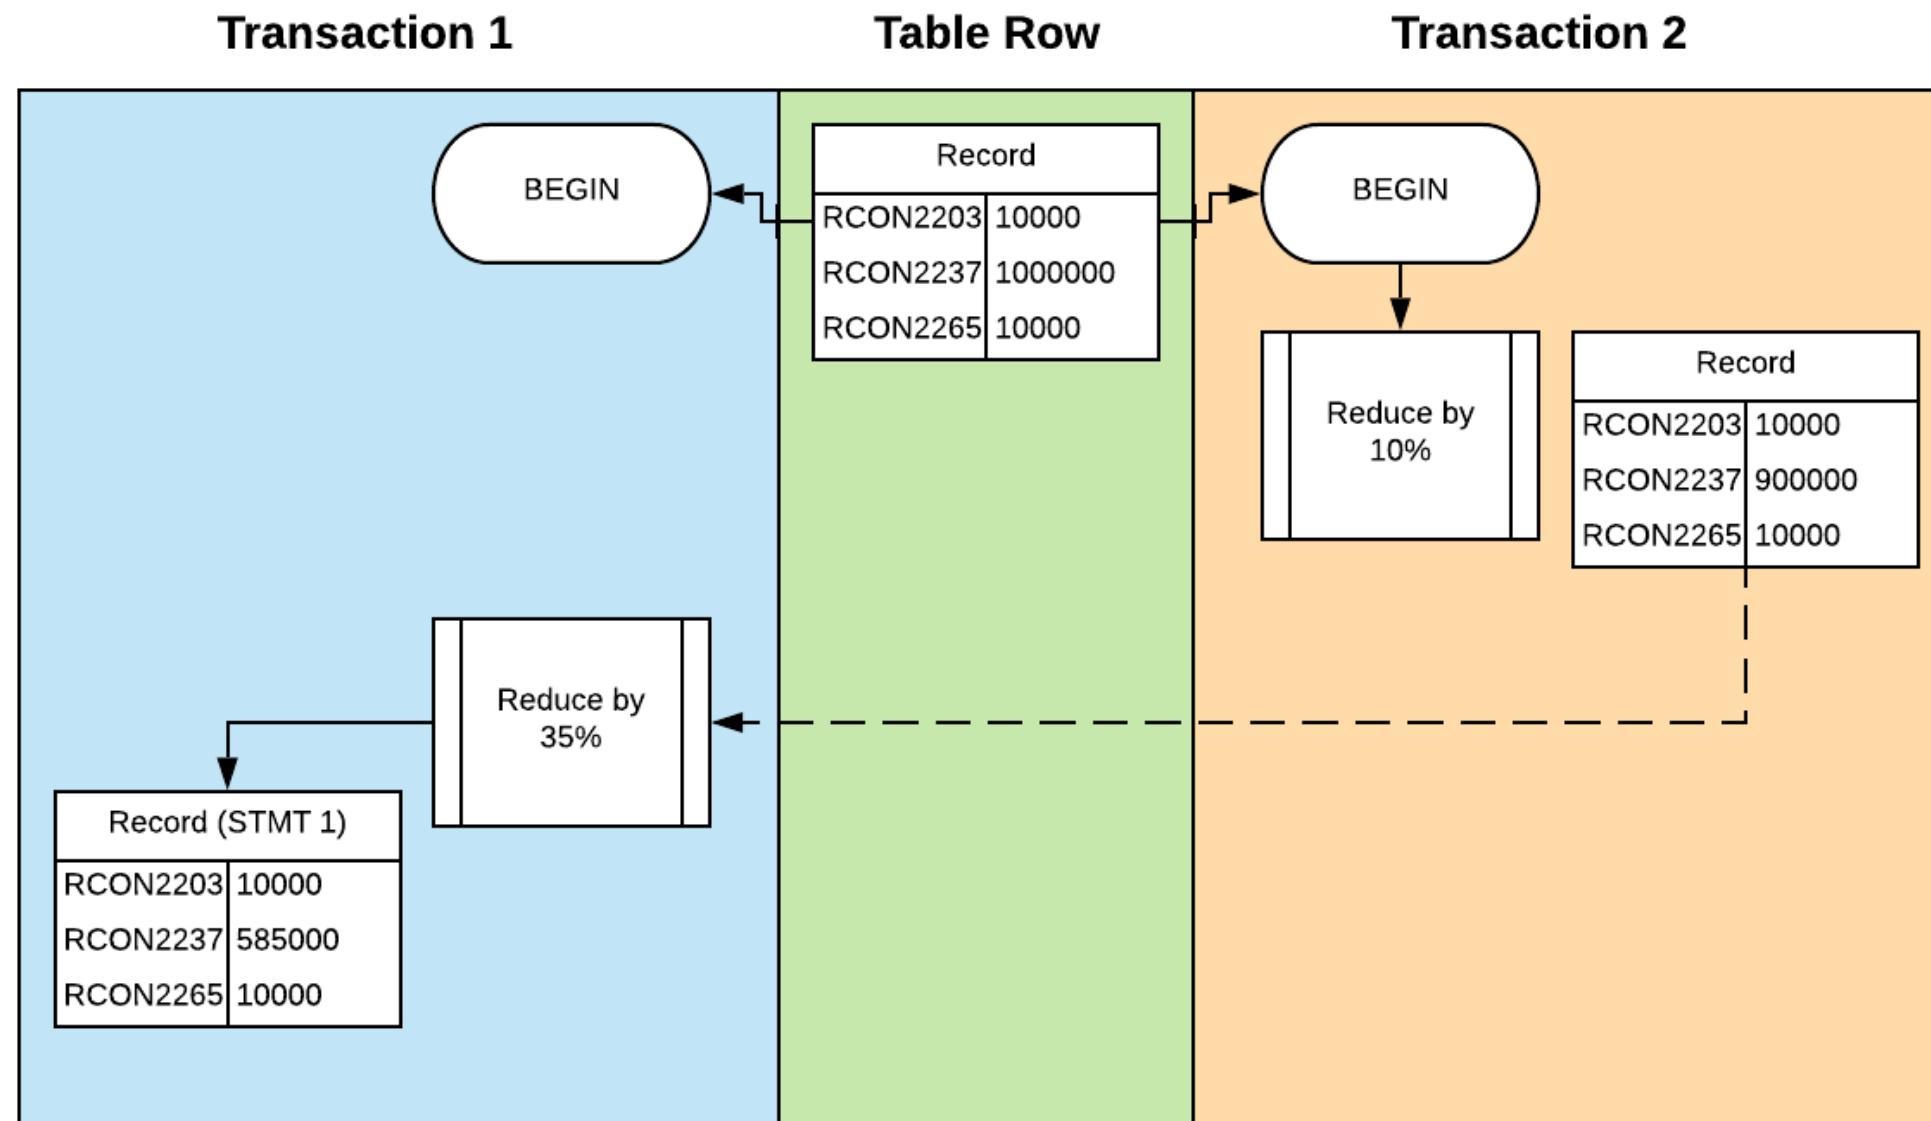 Transaction 1
Table Row
Transaction 2
BEGIN
Record
RCON2203 10000
RCON2237 1000000
RCON2265 10000
BEGIN
Reduce by
10%
Record
RCON2203 10000
RCON2237 900000
RCON2265 10000
Reduce by
35%
Record (STMT 1)
RCON2203 10000
RCON2237 585000
RCON2265 10000